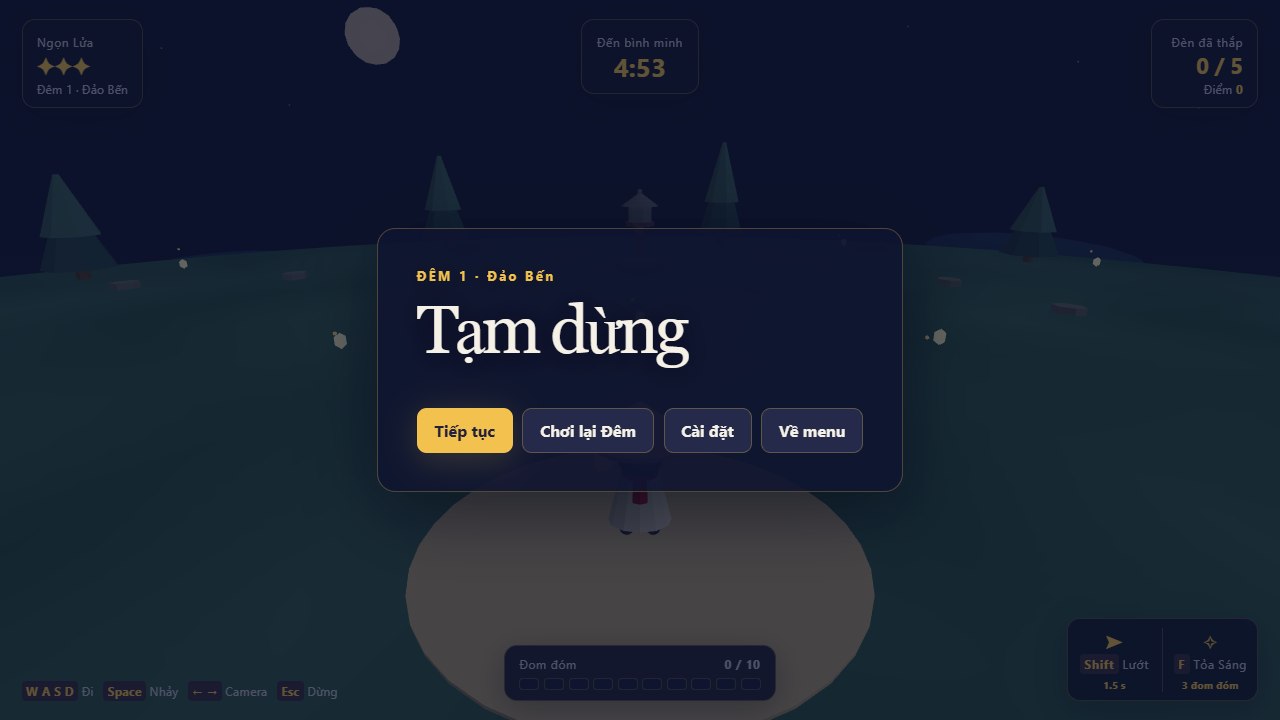 Ngọn Lửa
Đêm 1 · Đảo Bến
Đến bình minh
4:53
Đèn đã thắp
0 / 5
Điểm 0
ĐÊM 1 · Đảo Bến
Tạm dừng
Tiếp tục
Chơi lại Đêm
Cài đặt
Về menu
Đom đóm 0 / 10
W A S D Đi Space Nhảy ← → Camera Esc Dừng
Shift Lướt
1.5 s
F Tỏa Sáng
3 đom đóm